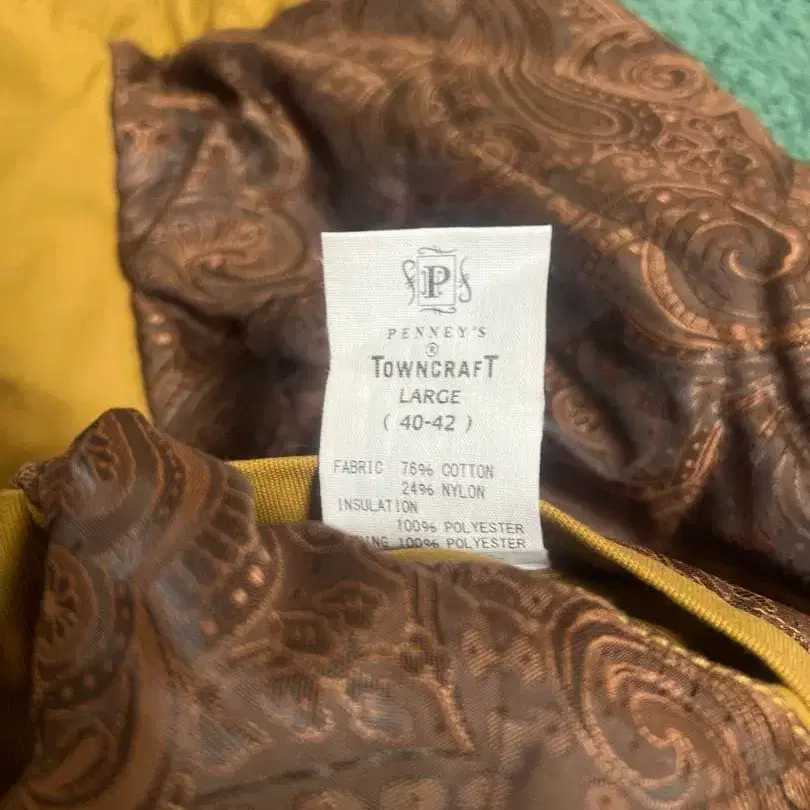 P
PENNEY'S
®
TOWNCRAFT
LARGE
( 40-42 )
FABRIC 76% COTTON
24% NYLON
INSULATION
100% POLYESTER
100% POLYESTER